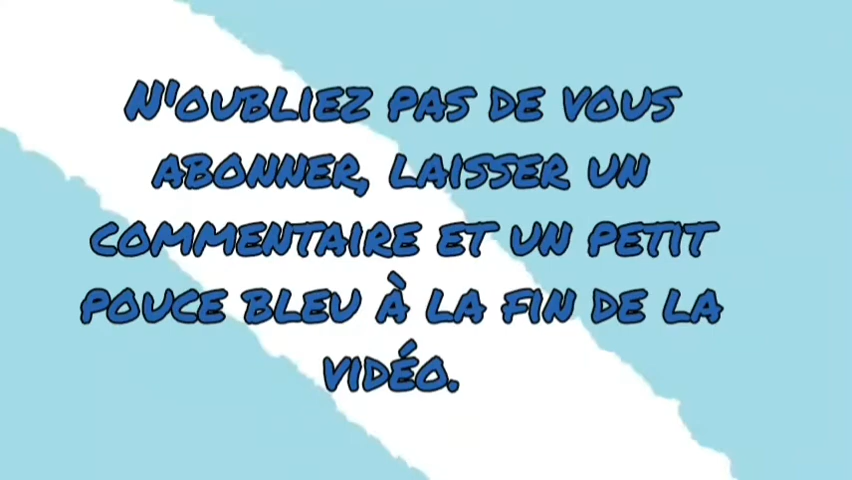 N'oubliez pas de vous
abonner, laisser un
commentaire et un petit
pouce bleu à la fin de la
vidéo.